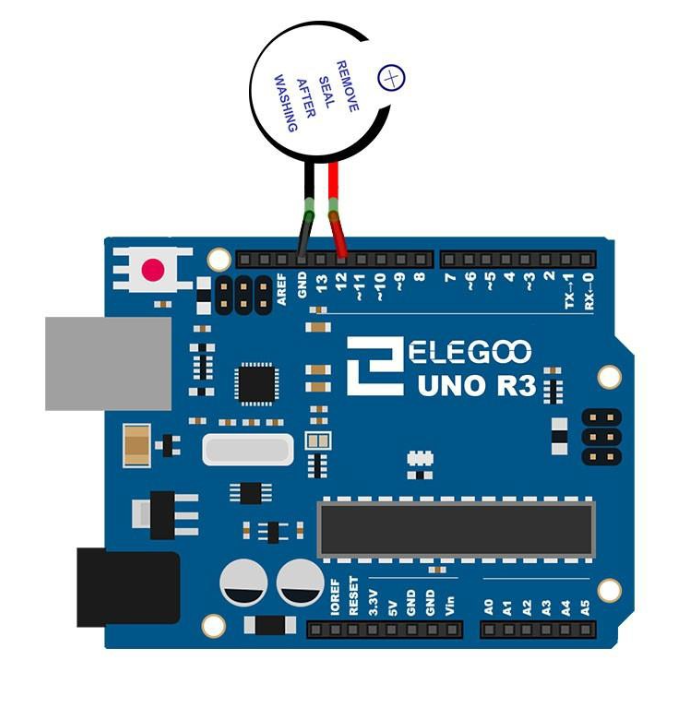 REMOVE
SEAL
AFTER
WASHING
AREF
GND
13
12
~11
~10
~9
8
7
~6
~5
4
~3
2
TX→1
RX←0
ELEGOO
UNO R3
IOREF
RESET
3.3V
5V
GND
GND
Vin
A0
A1
A2
A3
A4
A5